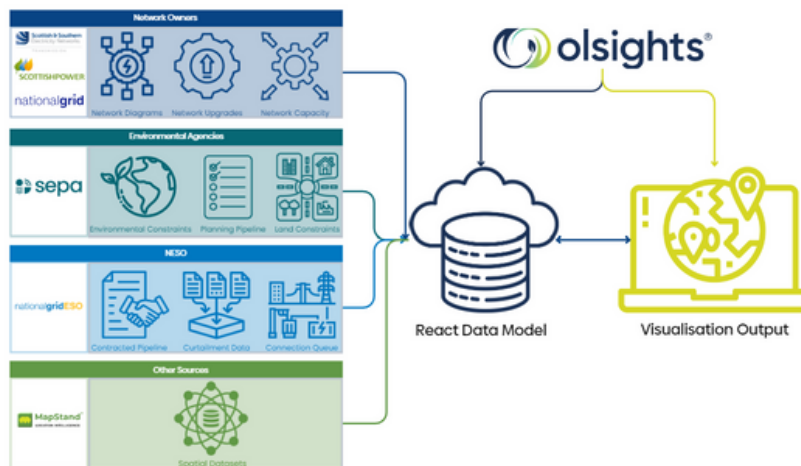 Network Owners
Scottish & Southern
Electricity Networks
SCOTTISHPOWER
nationalgrid
Network Diagrams
Network Upgrades
Network Capacity
Environmental Agencies
sepa
Environmental Constraints
Planning Pipeline
Land Constraints
NESO
nationalgridESO
Contracted Pipeline
Curtailment Data
Connection Queue
Other Sources
MapStand
Spatial Datasets
olsights®
React Data Model
Visualisation Output